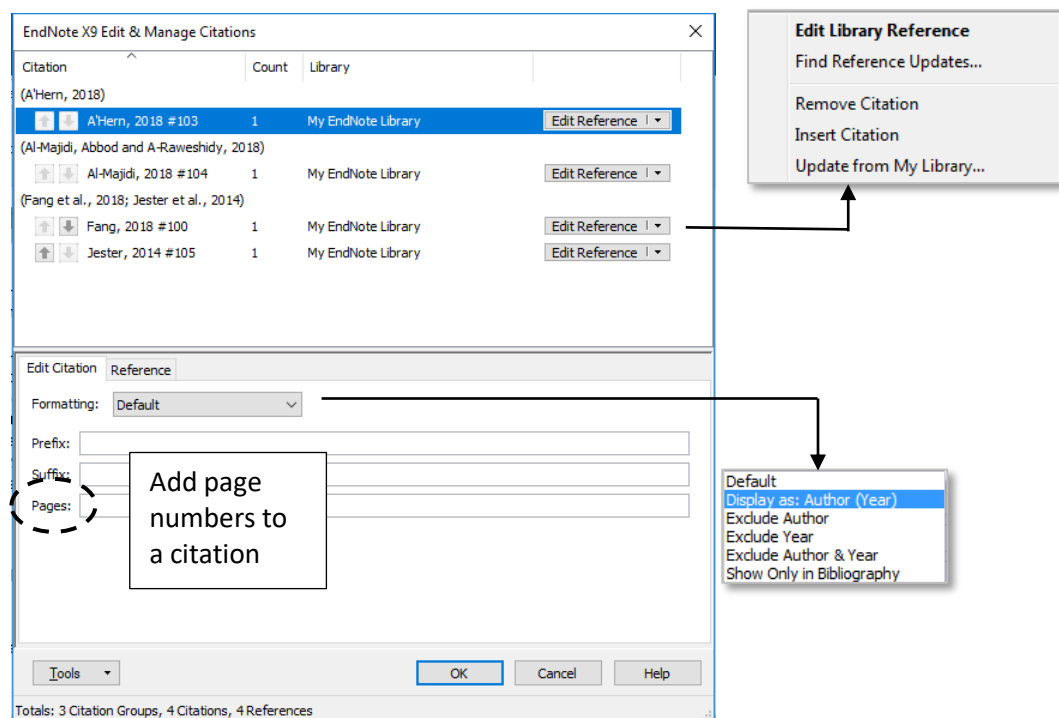 EndNote X9 Edit & Manage Citations
Citation Count Library
(A'Hern, 2018)
A'Hern, 2018 #103 1 My EndNote Library Edit Reference
(Al-Majidi, Abbod and A-Raweshidy, 2018)
Al-Majidi, 2018 #104 1 My EndNote Library Edit Reference
(Fang et al., 2018; Jester et al., 2014)
Fang, 2018 #100 1 My EndNote Library Edit Reference
Jester, 2014 #105 1 My EndNote Library Edit Reference
Edit Library Reference
Find Reference Updates...
Remove Citation
Insert Citation
Update from My Library...
Edit Citation Reference
Formatting: Default
Prefix:
Suffix:
Pages:
Add page
numbers to
a citation
Default
Display as: Author (Year)
Exclude Author
Exclude Year
Exclude Author & Year
Show Only in Bibliography
Tools OK Cancel Help
Totals: 3 Citation Groups, 4 Citations, 4 References